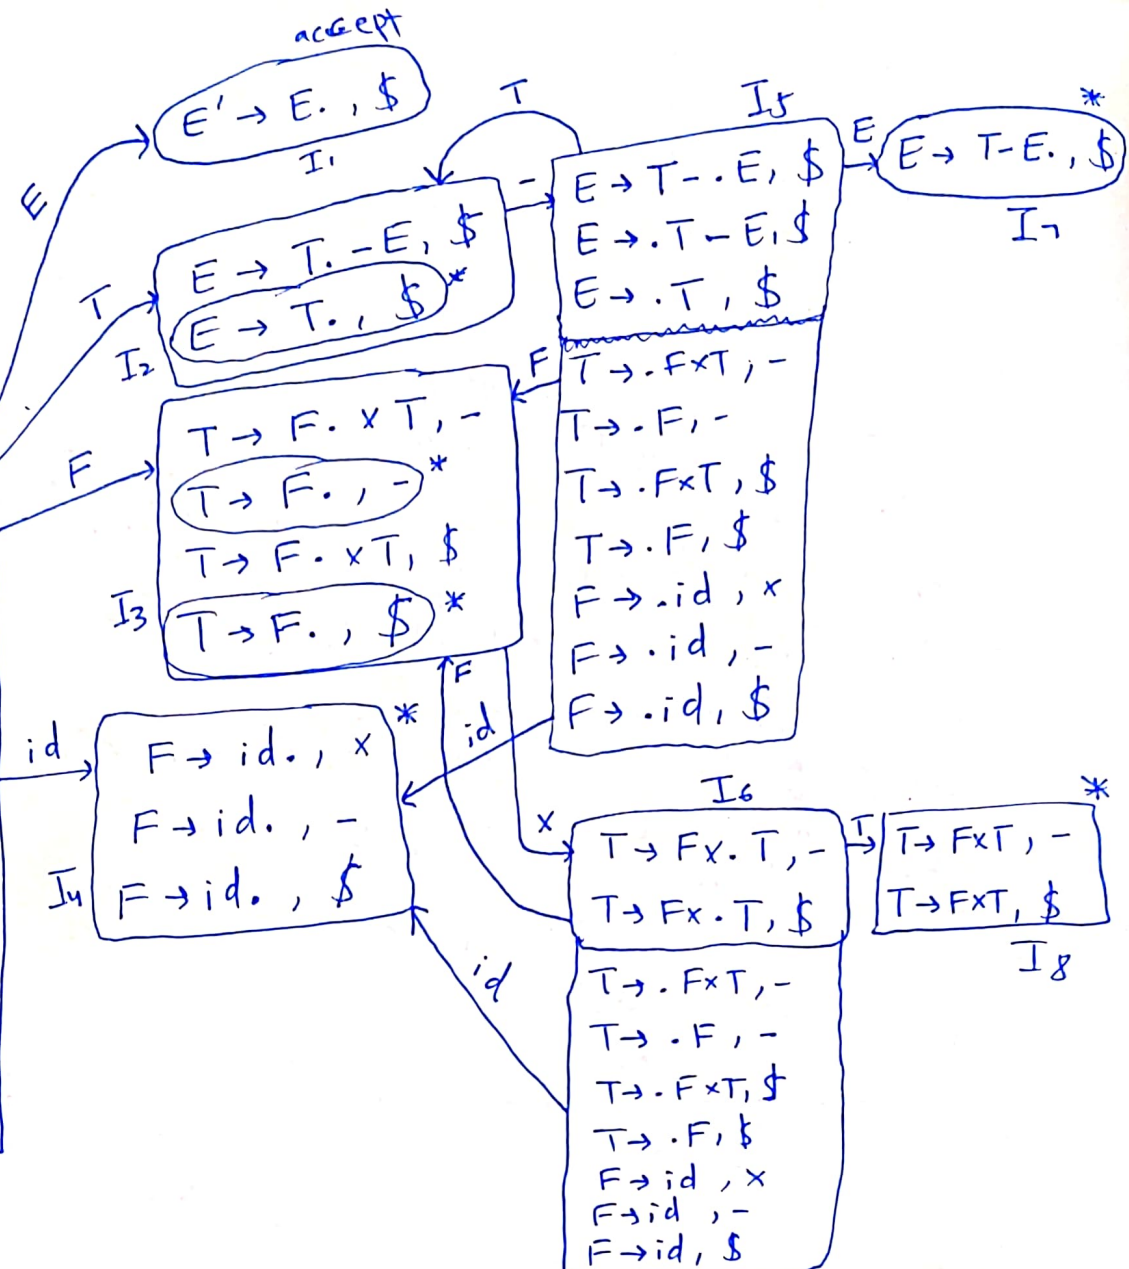 accept
E' → E. , $
I1
E
T
I5
E → T - . E, $
E → . T - E, $
E → . T , $
T → . F x T , -
T → . F, -
T → . F x T , $
T → . F, $
F → . id , x
F → . id , -
F → . id , $
E
*
E → T - E. , $
I7
-
T
E → T. - E, $
E → T. , $ *
I2
F
F
T → F. x T, -
T → F. , - *
T → F. x T, $
T → F. , $ *
I3
F
id
id
*
F → id. , x
F → id. , -
F → id. , $
I4
id
x
I6
T → F x . T , -
T → F x . T, $
T → . F x T , -
T → . F , -
T → . F x T, $
T → . F, $
F → id , x
F → id , -
F → id , $
T
*
T → F x T , -
T → F x T, $
I8